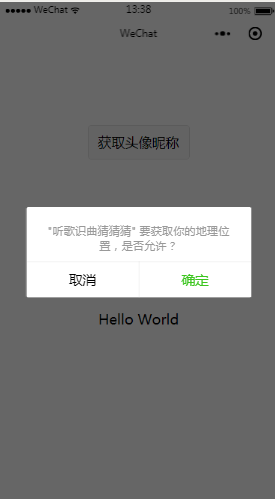 ●●●●● WeChat 13:38 100%
WeChat
获取头像昵称
"听歌识曲猜猜猜" 要获取你的地理位
置，是否允许？
取消 确定
Hello World